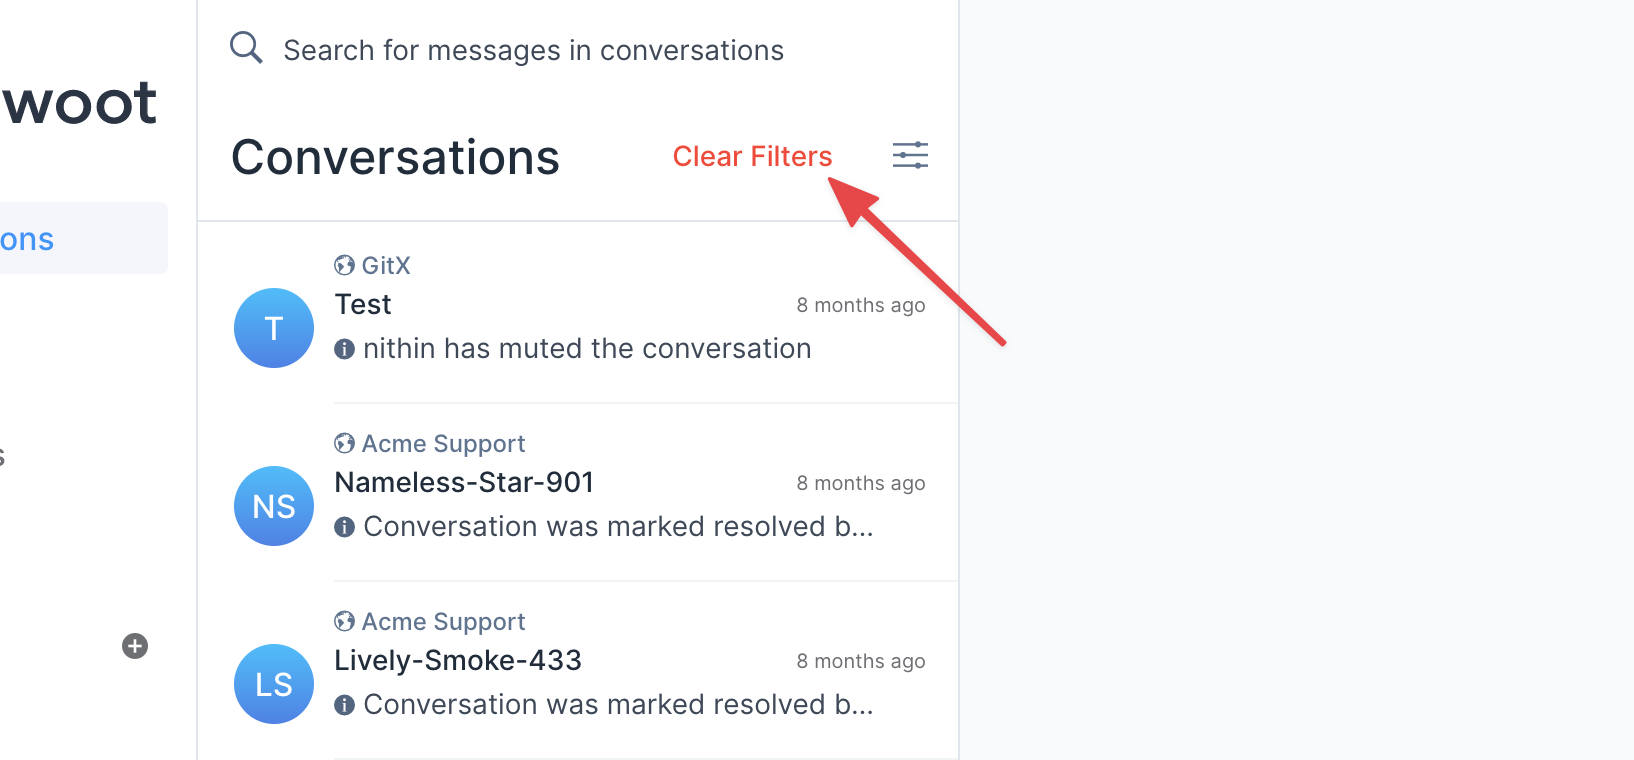 Search for messages in conversations
woot
Conversations
Clear Filters
ons
GitX
T
Test
8 months ago
nithin has muted the conversation
s
Acme Support
NS
Nameless-Star-901
8 months ago
Conversation was marked resolved b...
Acme Support
LS
Lively-Smoke-433
8 months ago
Conversation was marked resolved b...